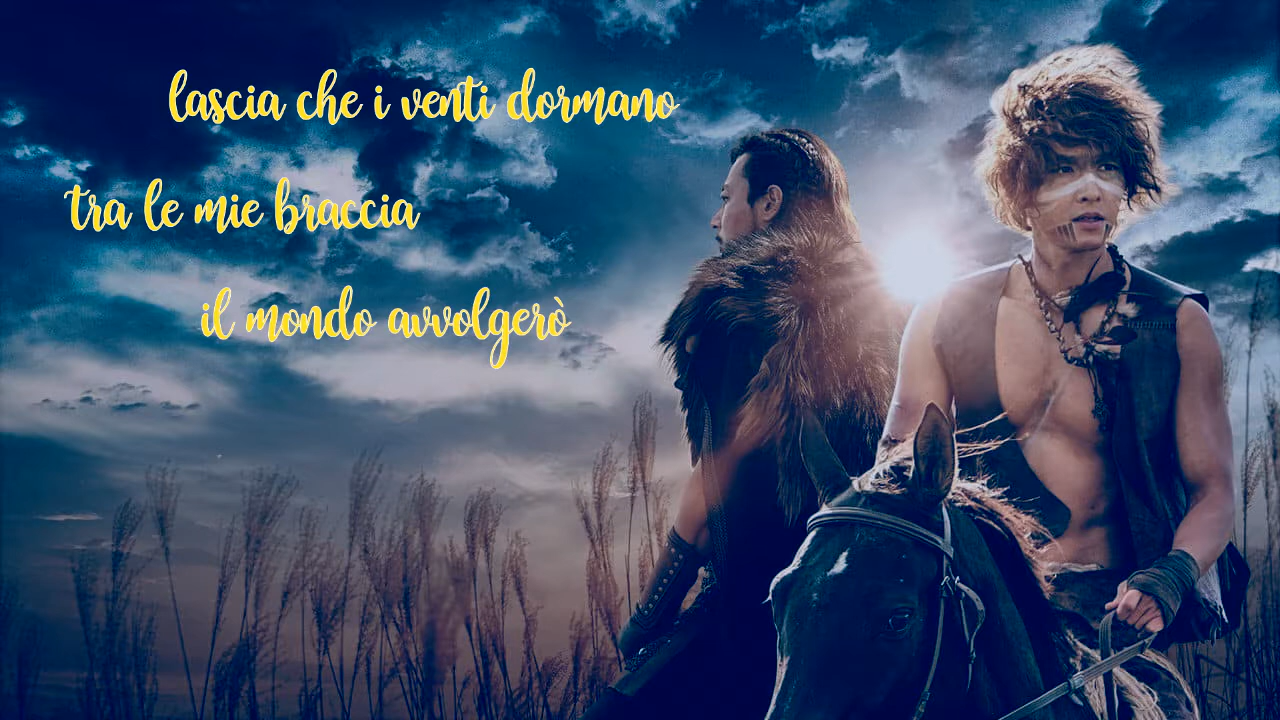 lascia che i venti dormano
tra le mie braccia
il mondo avvolgerò